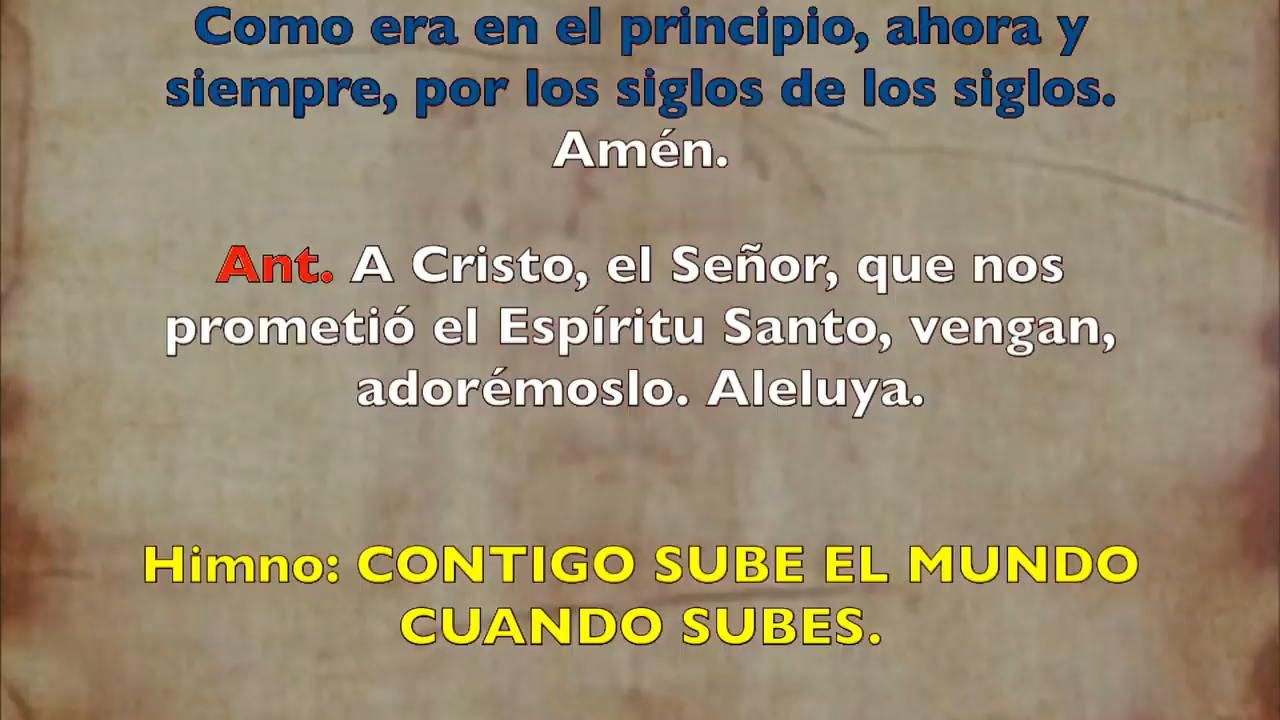 Como era en el principio, ahora y
siempre, por los siglos de los siglos.
Amén.
Ant. A Cristo, el Señor, que nos
prometió el Espíritu Santo, vengan,
adorémoslo. Aleluya.
Himno: CONTIGO SUBE EL MUNDO
CUANDO SUBES.